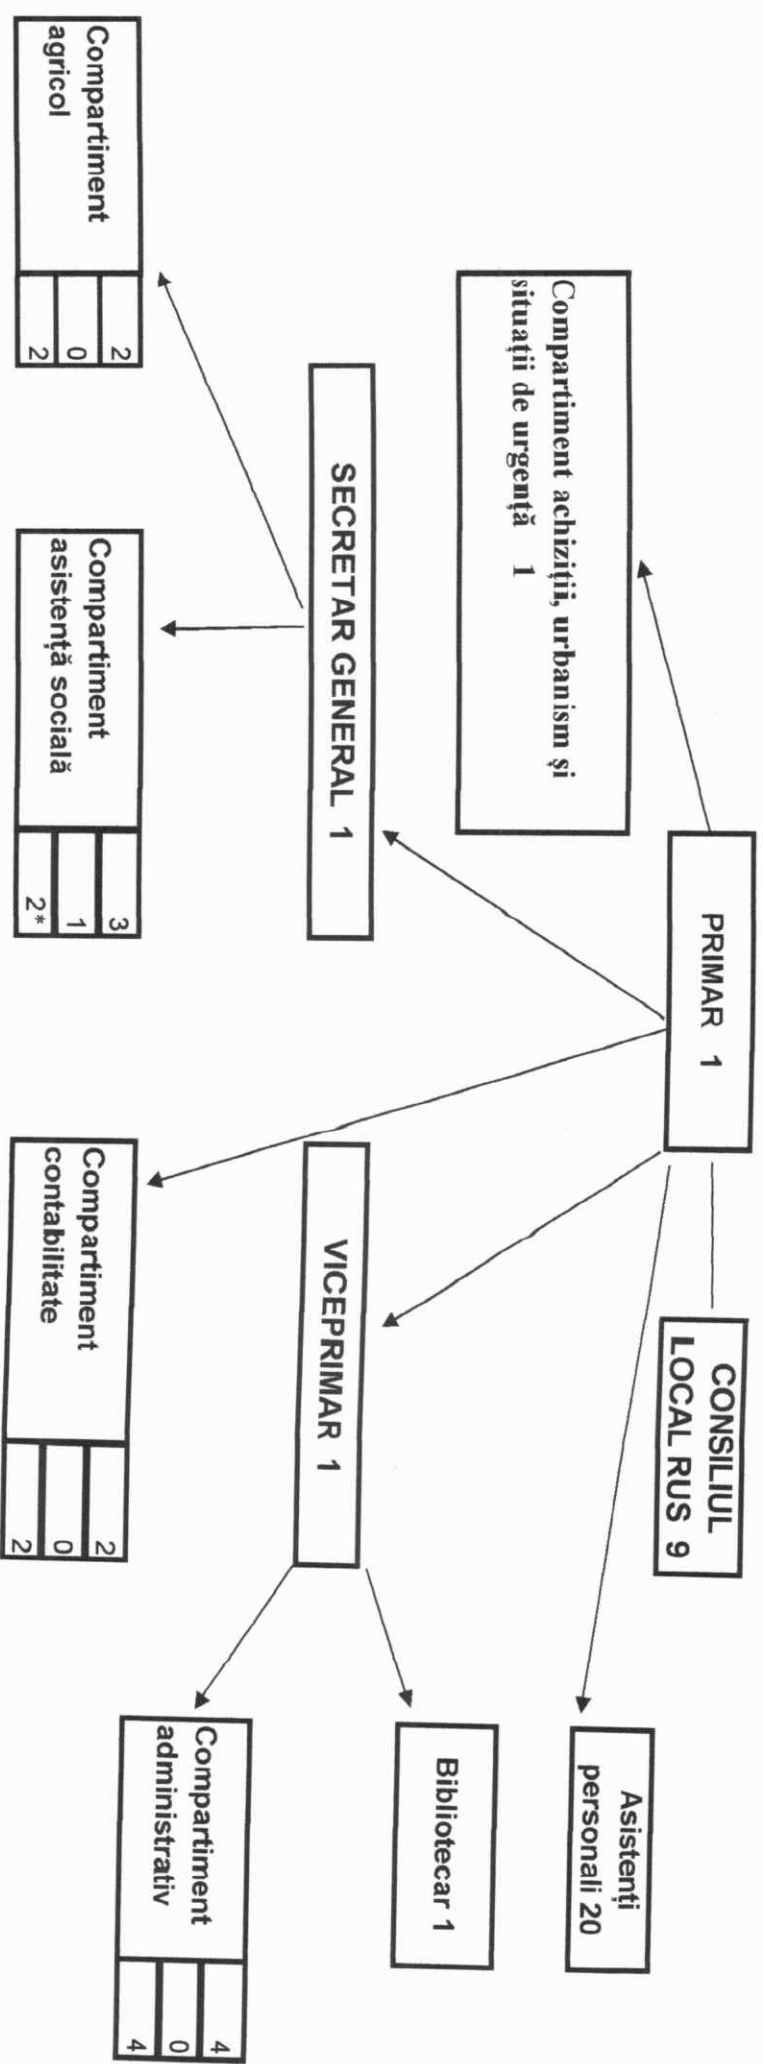 PRIMAR 1
CONSILIUL
LOCAL RUS 9
Compartiment achiziții, urbanism și
situații de urgență 1
Asistenți
personali 20
SECRETAR GENERAL 1
VICEPRIMAR 1
Bibliotecar 1
Compartiment
agricol
2
0
2
Compartiment
asistență socială
3
1
2*
Compartiment
contabilitate
2
0
2
Compartiment
administrativ
4
0
4